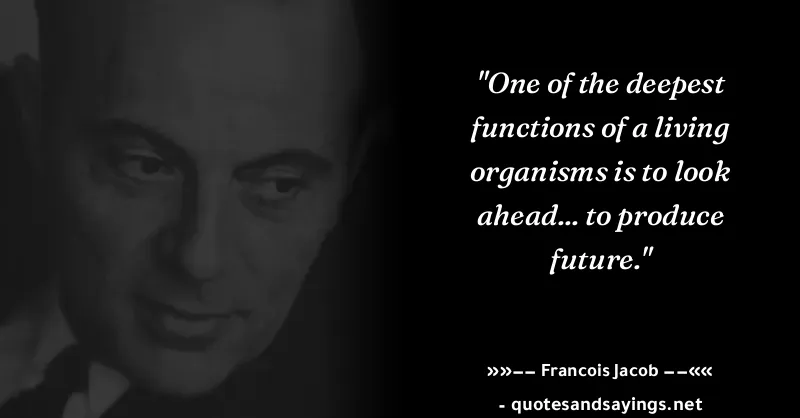 "One of the deepest
functions of a living
organisms is to look
ahead... to produce
future."
»»−− Francois Jacob −−««
- quotesandsayings.net